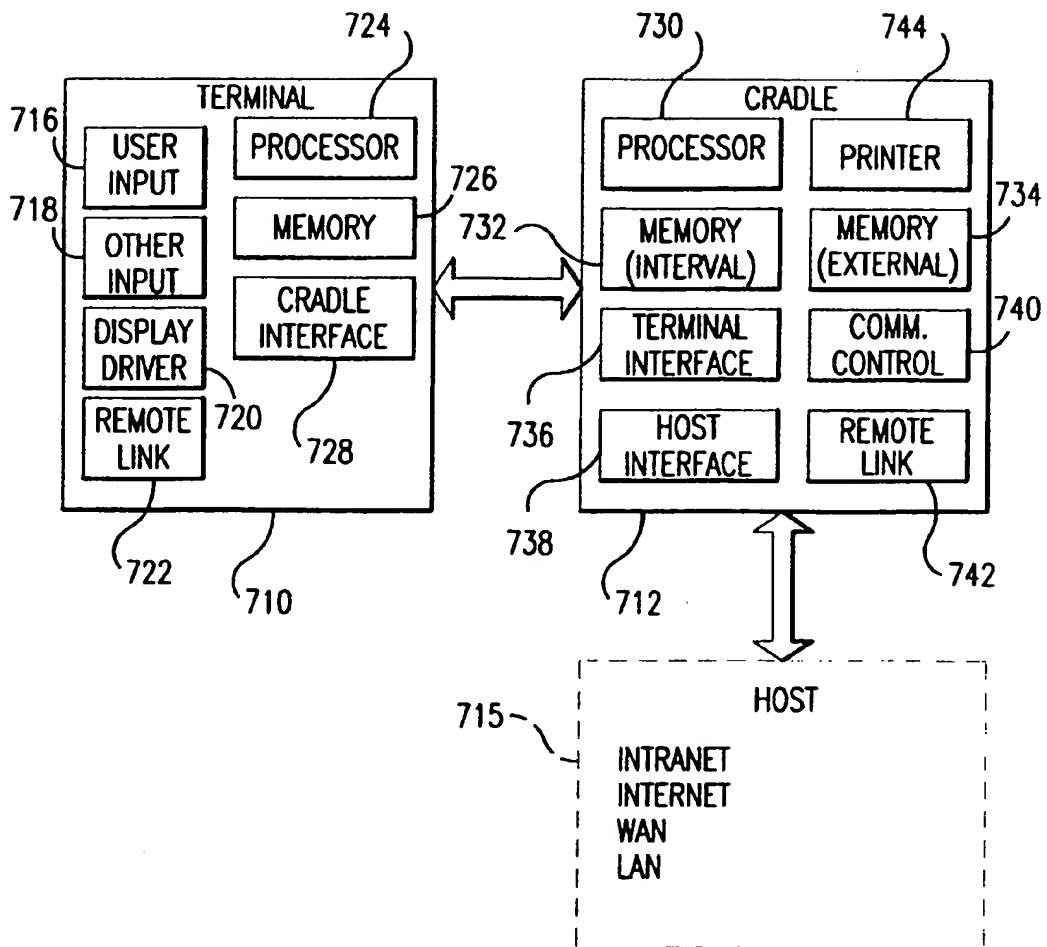 724
730
744
TERMINAL
CRADLE
716
USER
INPUT
PROCESSOR
PROCESSOR
PRINTER
718
OTHER
INPUT
MEMORY
726
732
MEMORY
(INTERVAL)
MEMORY
(EXTERNAL)
734
DISPLAY
DRIVER
CRADLE
INTERFACE
TERMINAL
INTERFACE
COMM.
CONTROL
740
720
REMOTE
LINK
728
736
HOST
INTERFACE
REMOTE
LINK
738
722
710
712
742
HOST
715
INTRANET
INTERNET
WAN
LAN